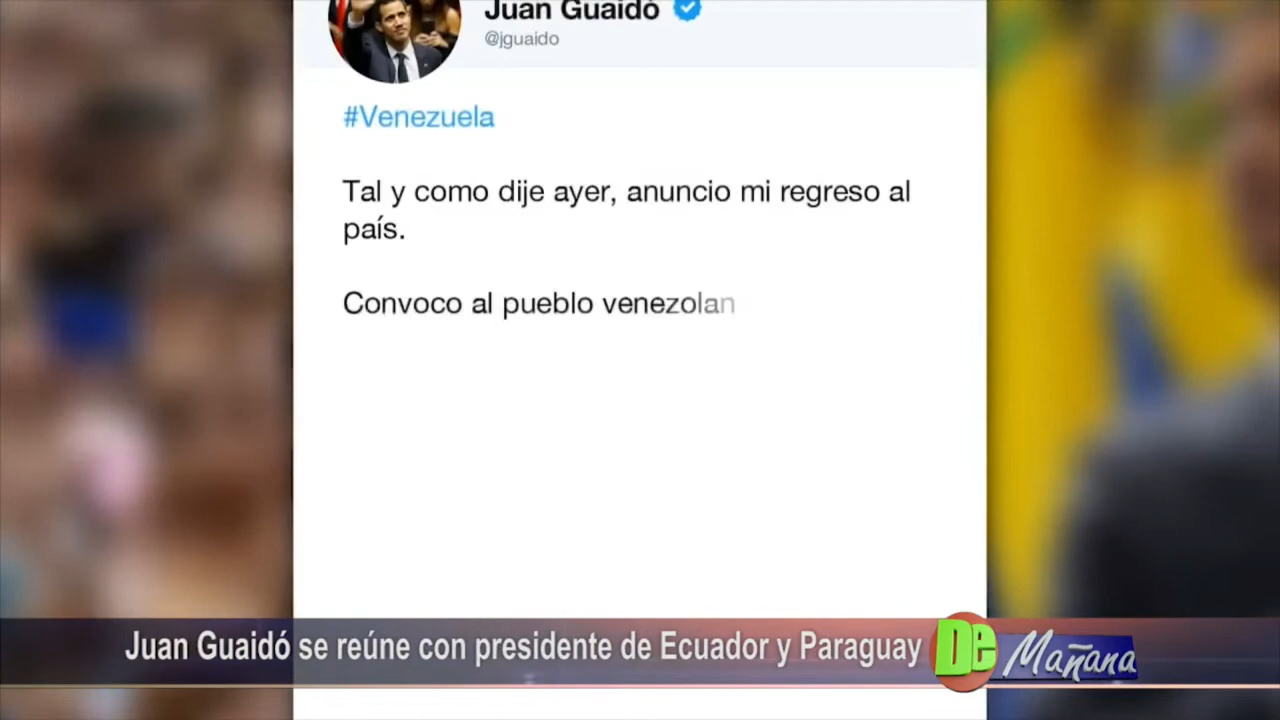 Juan Guaidó
@jguaido
#Venezuela
Tal y como dije ayer, anuncio mi regreso al
país.
Convoco al pueblo venezolan
Juan Guaidó se reúne con presidente de Ecuador y Paraguay
De Mañana